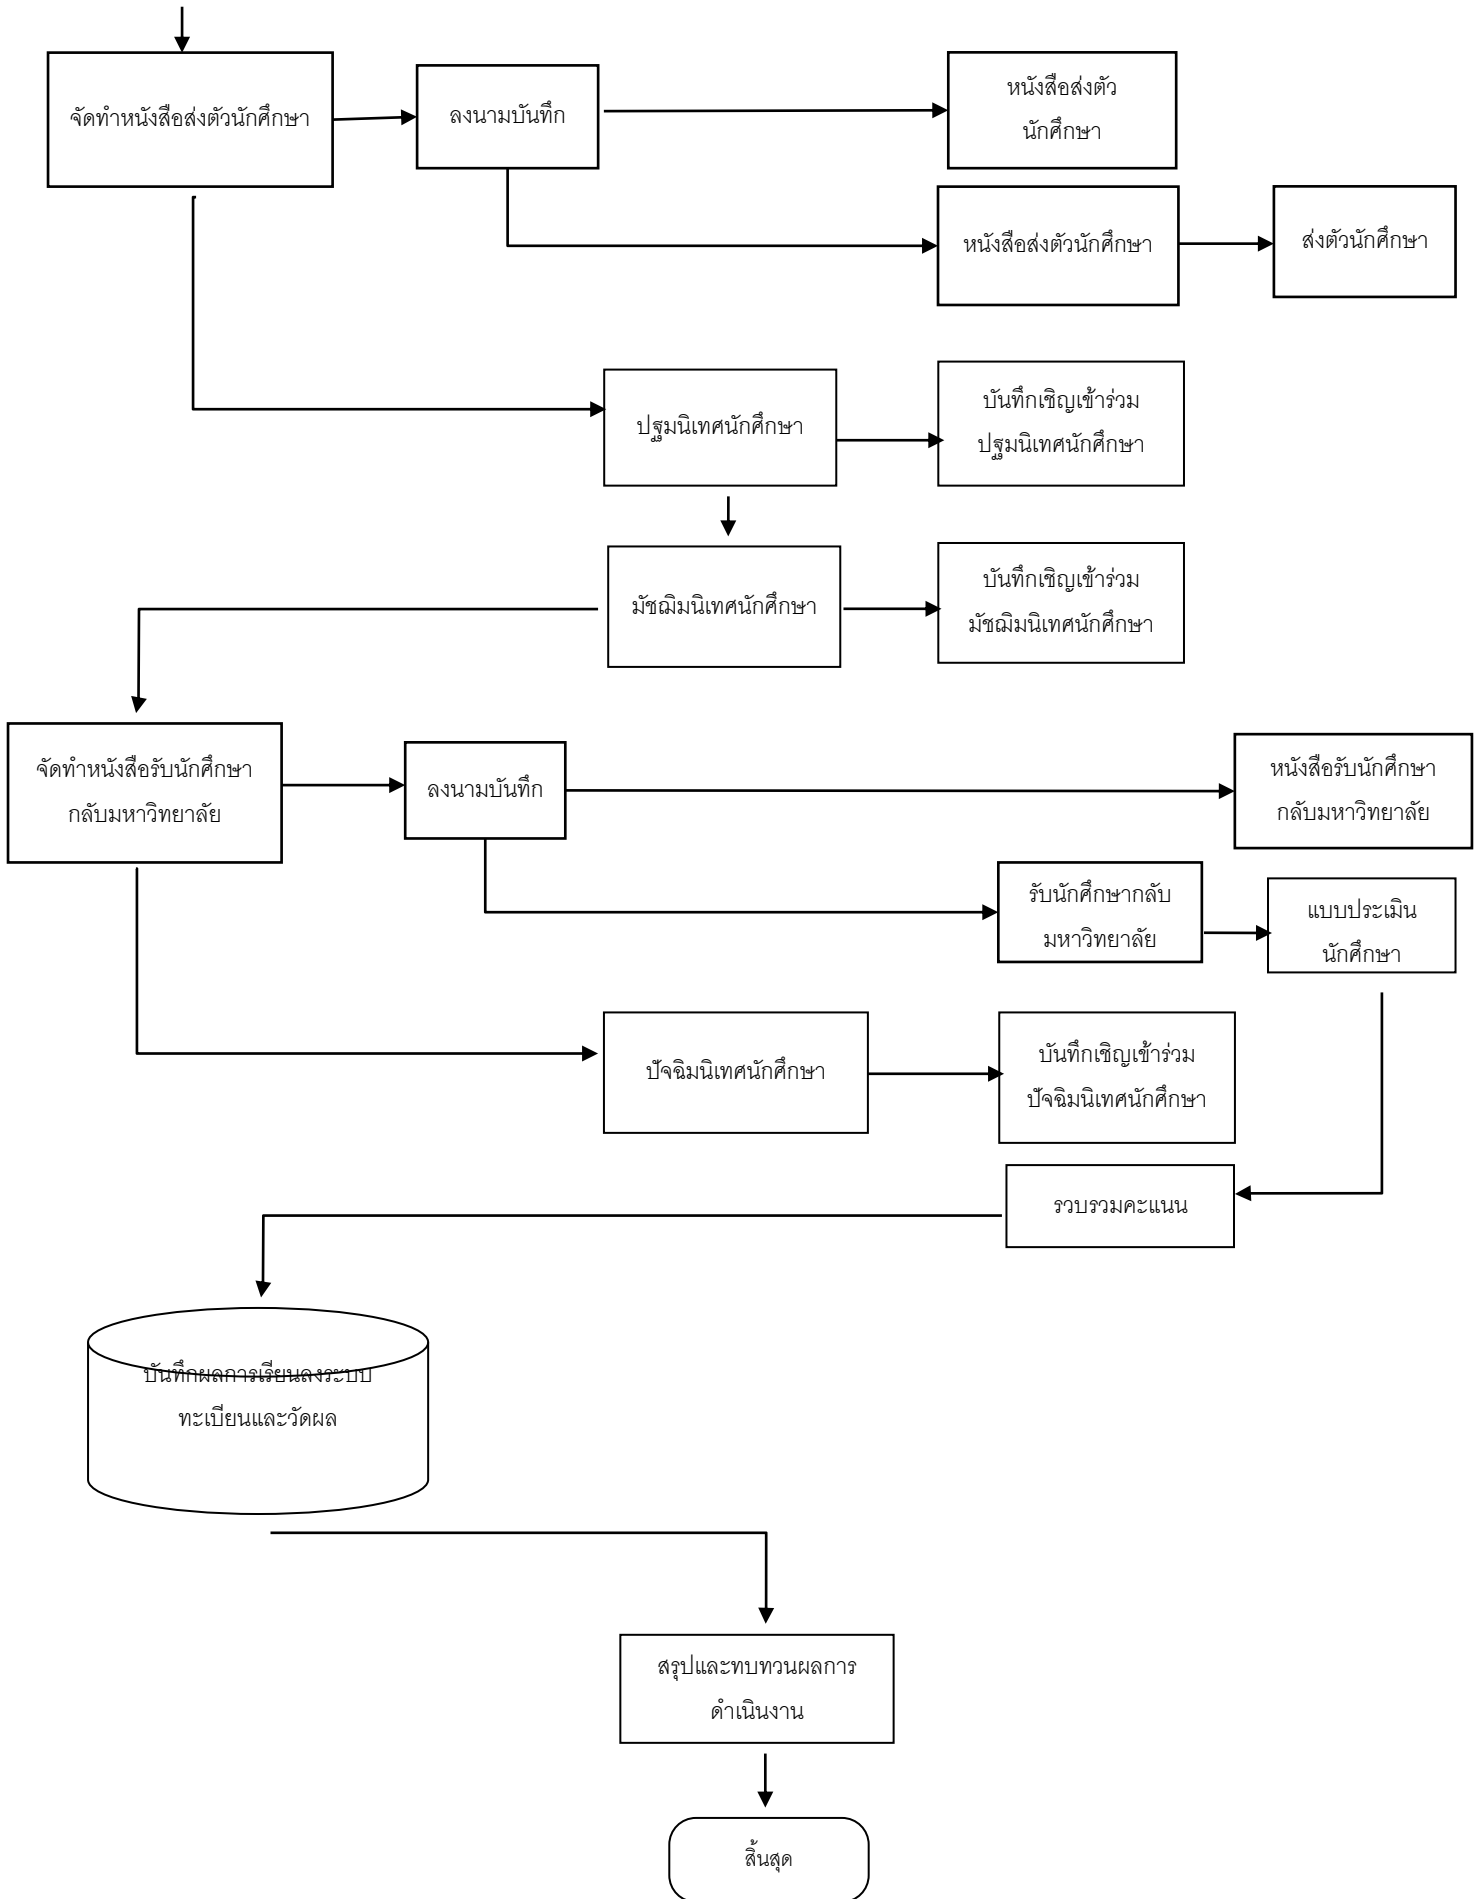 จัดทำหนังสือส่งตัวนักศึกษา
ลงนามบันทึก
หนังสือส่งตัว
นักศึกษา
หนังสือส่งตัวนักศึกษา
ส่งตัวนักศึกษา
ปฐมนิเทศนักศึกษา
บันทึกเชิญเข้าร่วม
ปฐมนิเทศนักศึกษา
มัชฌิมนิเทศนักศึกษา
บันทึกเชิญเข้าร่วม
มัชฌิมนิเทศนักศึกษา
จัดทำหนังสือรับนักศึกษา
กลับมหาวิทยาลัย
ลงนามบันทึก
หนังสือรับนักศึกษา
กลับมหาวิทยาลัย
รับนักศึกษากลับ
มหาวิทยาลัย
แบบประเมิน
นักศึกษา
ปัจฉิมนิเทศนักศึกษา
บันทึกเชิญเข้าร่วม
ปัจฉิมนิเทศนักศึกษา
รวบรวมคะแนน
บันทึกผลการเรียนลงระบบ
ทะเบียนและวัดผล
สรุปและทบทวนผลการ
ดำเนินงาน
สิ้นสุด